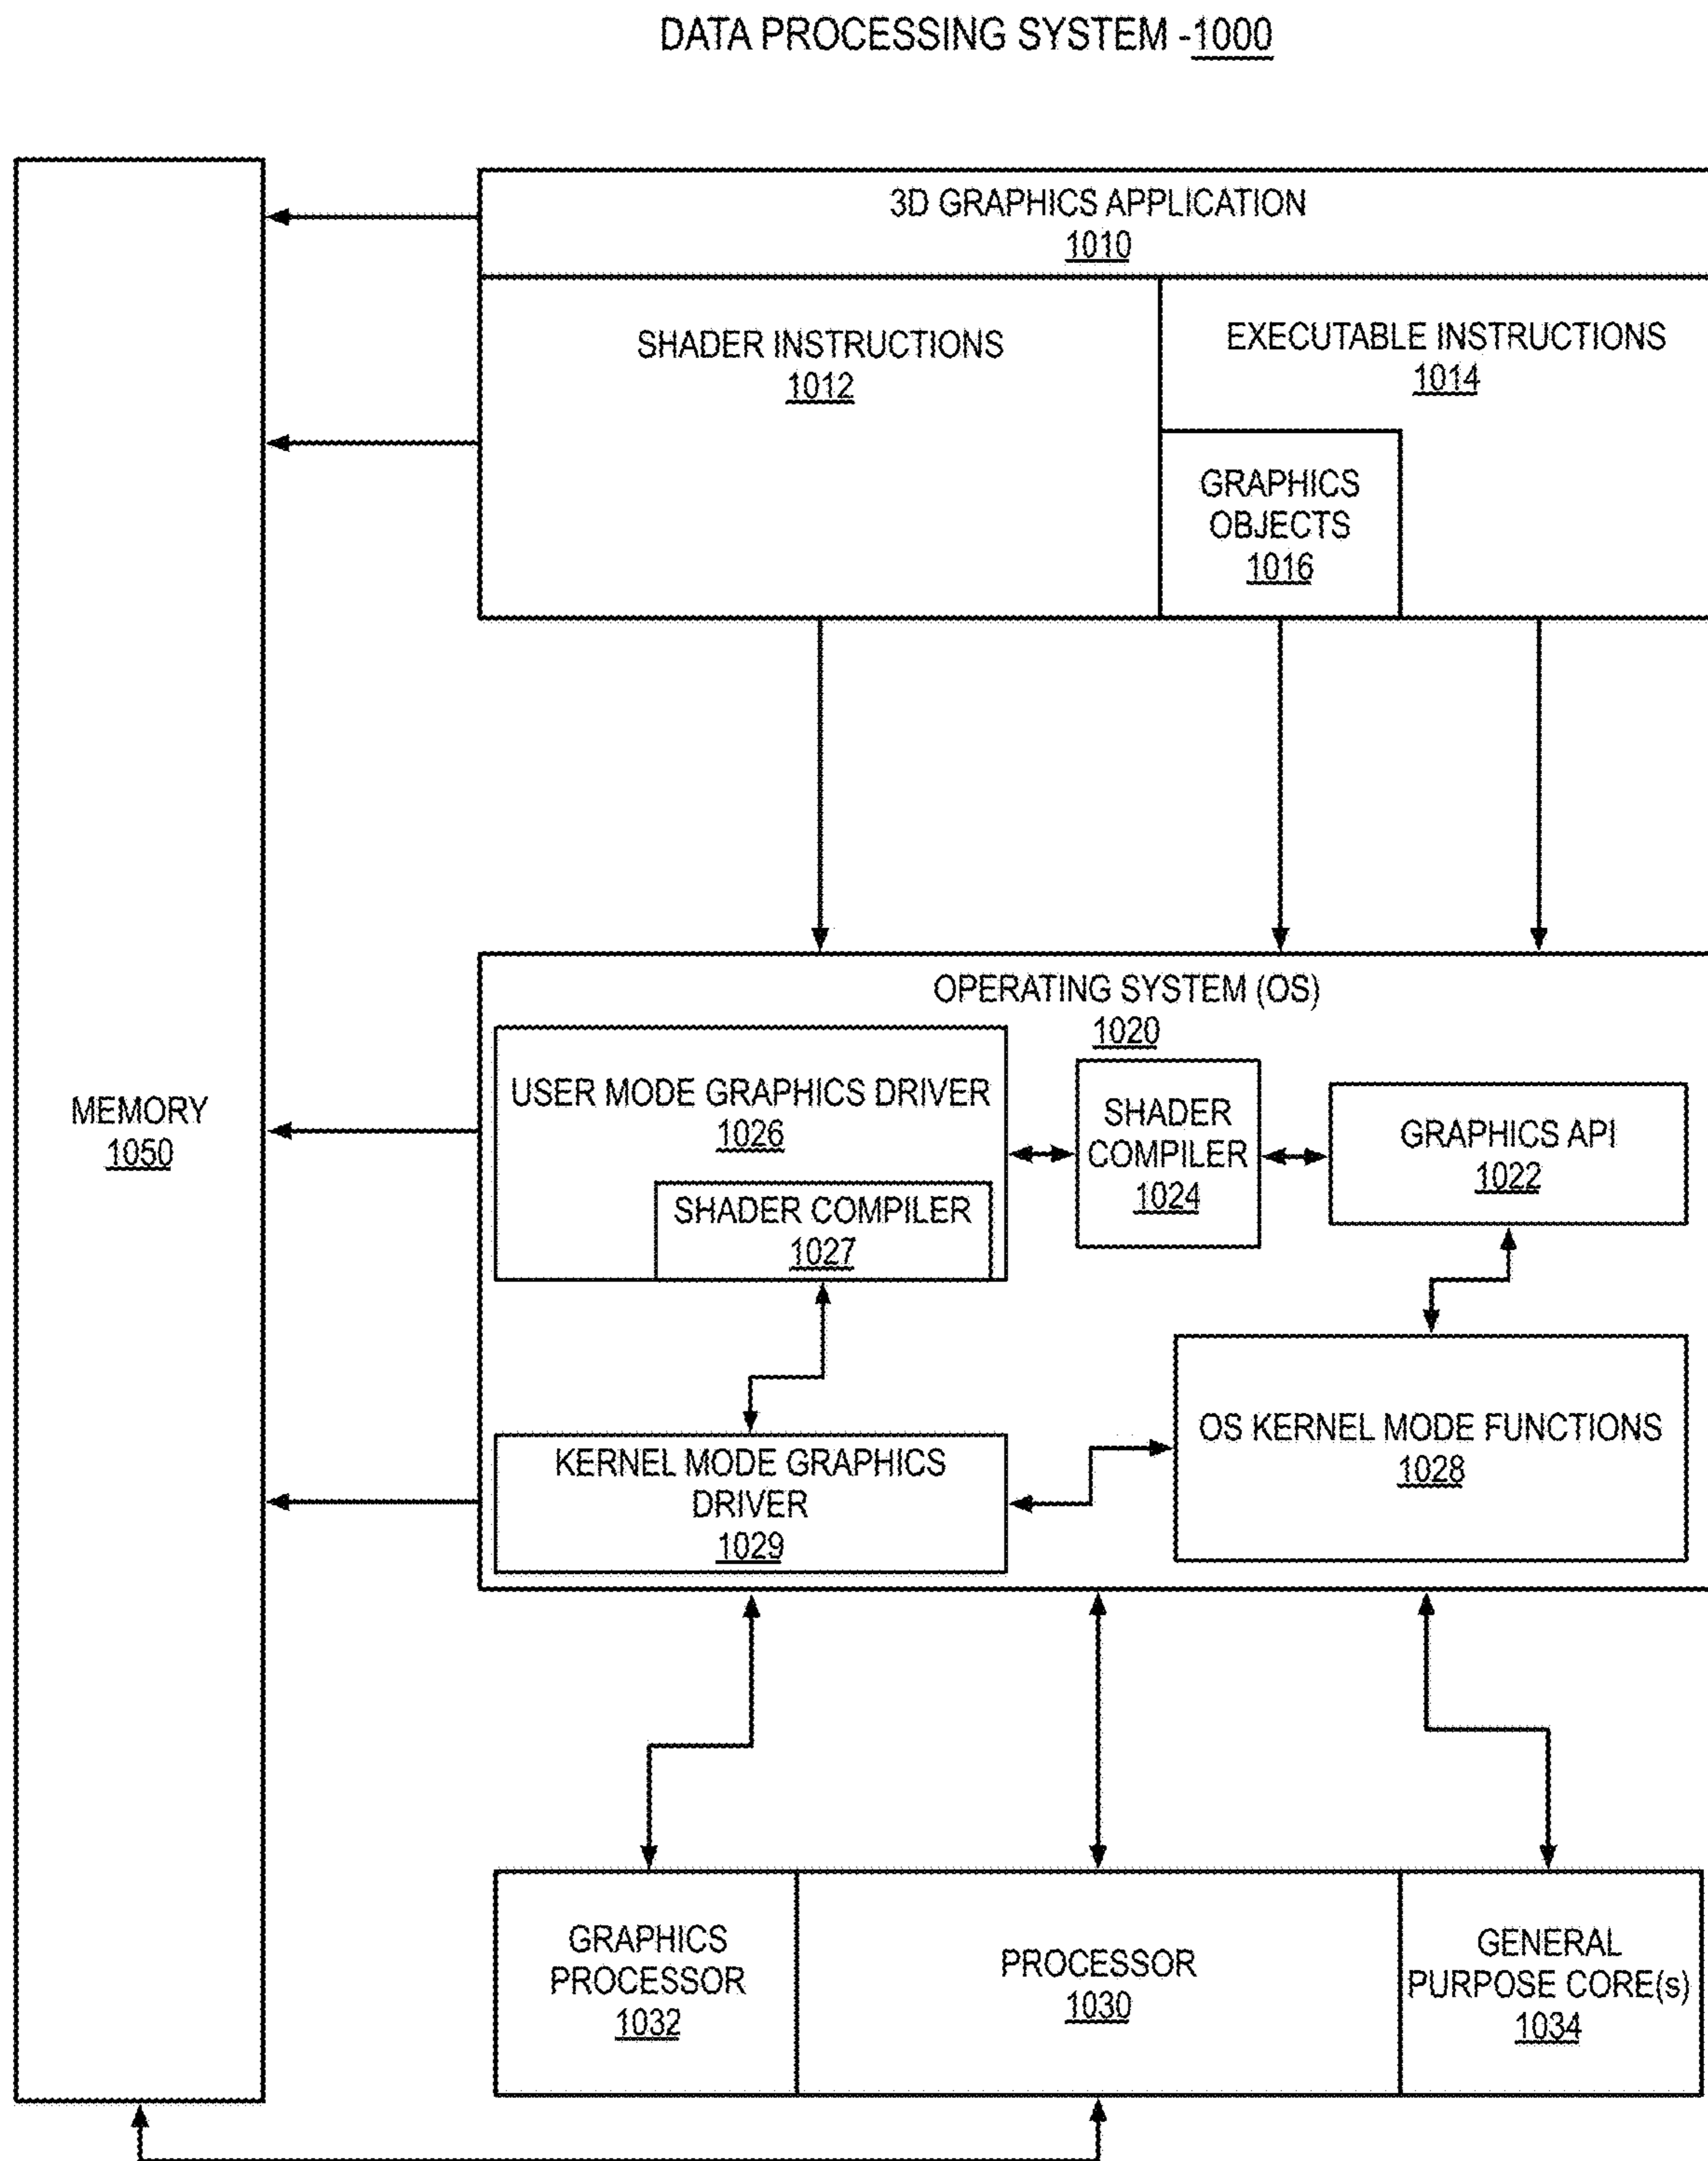 DATA PROCESSING SYSTEM -1000
3D GRAPHICS APPLICATION
1010
SHADER INSTRUCTIONS
1012
EXECUTABLE INSTRUCTIONS
1014
GRAPHICS
OBJECTS
1016
OPERATING SYSTEM (OS)
1020
MEMORY
1050
USER MODE GRAPHICS DRIVER
1026
SHADER COMPILER
1027
SHADER
COMPILER
1024
GRAPHICS API
1022
KERNEL MODE GRAPHICS
DRIVER
1029
OS KERNEL MODE FUNCTIONS
1028
GRAPHICS
PROCESSOR
1032
PROCESSOR
1030
GENERAL
PURPOSE CORE(s)
1034